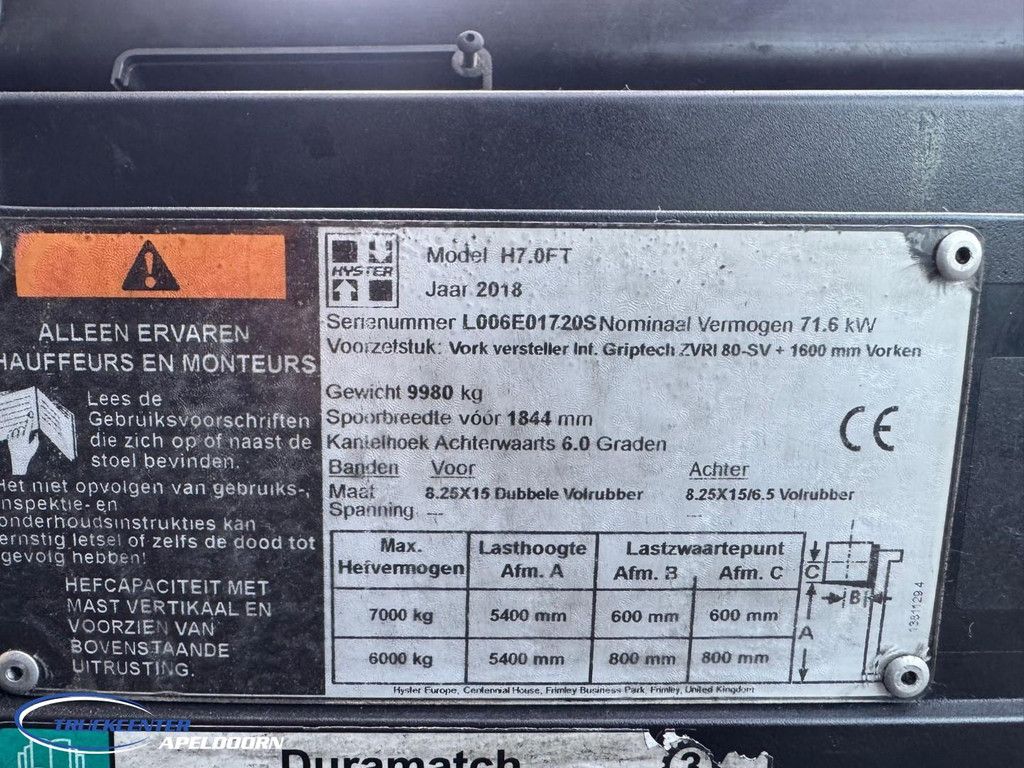 ALLEEN ERVAREN
HAUFFEURS EN MONTEURS
Lees de
Gebruiksvoorschriften
die zich op of naast de
stoel bevinden.
Het niet opvolgen van gebruiks-,
nspektie- en
onderhoudsinstrukties kan
ernstig letsel of zelfs de dood tot
gevolg hebben!
HEFCAPACITEIT MET
MAST VERTIKAAL EN
VOORZIEN VAN
BOVENSTAANDE
UITRUSTING.
HYSTER
Model H7.0FT
Jaar 2018
Serienummer L006E01720S Nominaal Vermogen 71.6 kW
Voorzetstuk: Vork versteller Inf. Griptech ZVRI 80-SV + 1600 mm Vorken
Gewicht 9980 kg
Spoorbreedte vóór 1844 mm
Kantelhoek Achterwaarts 6.0 Graden
CE
Banden Voor Achter
Maat 8.25X15 Dubbele Volrubber 8.25X15/6.5 Volrubber
Spanning --- ---
Max. Hefvermogen Lasthoogte Afm. A Lastzwaartepunt Afm. B Afm. C
7000 kg 5400 mm 600 mm 600 mm
6000 kg 5400 mm 800 mm 800 mm
C
B
A
13811294
Hyster Europe, Centennial House, Frimley Business Park, Frimley, United Kingdom
TRUCKCENTER
APELDOORN
Duramatch
3